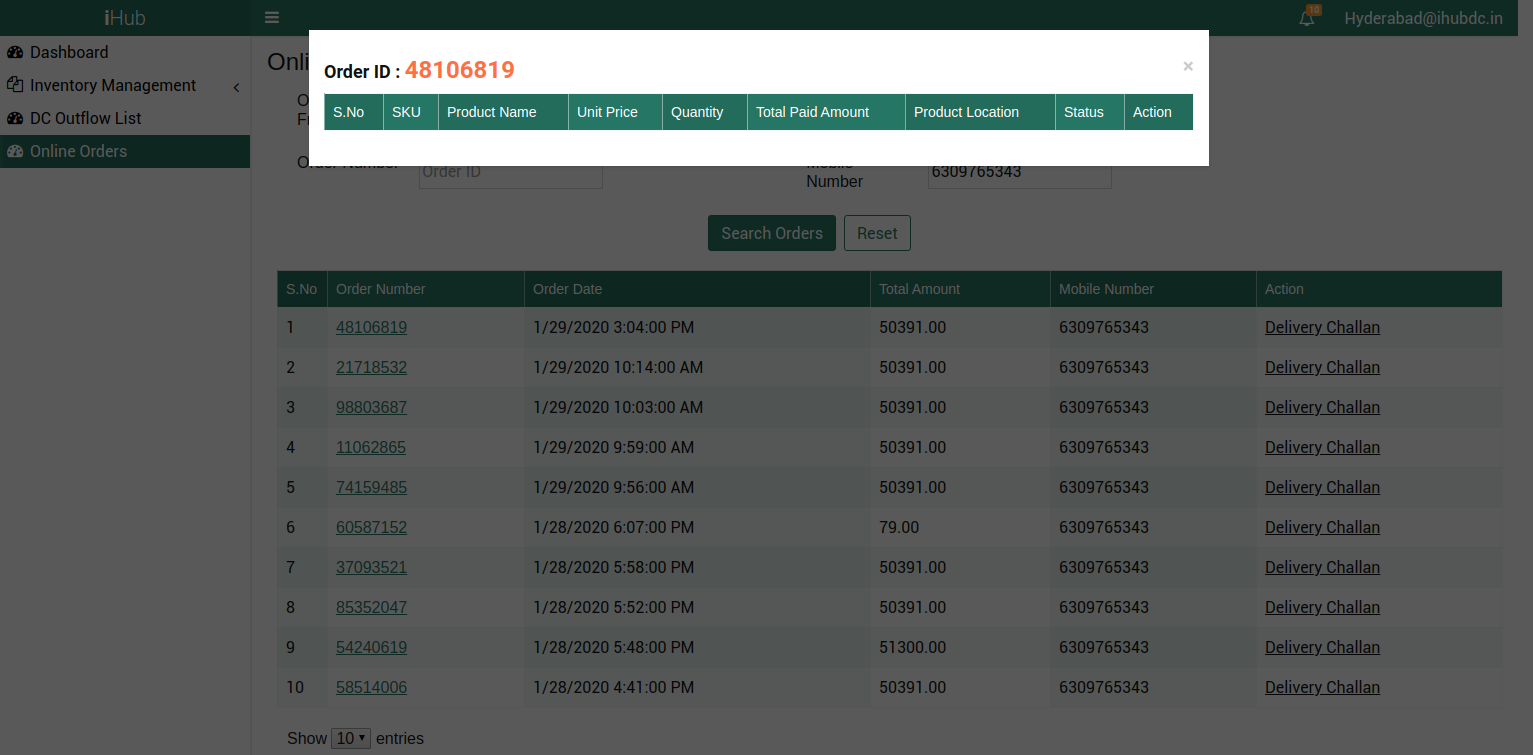 iHub
10
Hyderabad@ihubdc.in
Dashboard
Inventory Management
DC Outflow List
Online Orders
Onli
O
Fr
Order ID : 48106819
×
S.No SKU Product Name Unit Price Quantity Total Paid Amount Product Location Status Action
Order Number Order ID Mobile
Number 6309765343
Search Orders Reset
S.No Order Number Order Date Total Amount Mobile Number Action
1 48106819 1/29/2020 3:04:00 PM 50391.00 6309765343 Delivery Challan
2 21718532 1/29/2020 10:14:00 AM 50391.00 6309765343 Delivery Challan
3 98803687 1/29/2020 10:03:00 AM 50391.00 6309765343 Delivery Challan
4 11062865 1/29/2020 9:59:00 AM 50391.00 6309765343 Delivery Challan
5 74159485 1/29/2020 9:56:00 AM 50391.00 6309765343 Delivery Challan
6 60587152 1/28/2020 6:07:00 PM 79.00 6309765343 Delivery Challan
7 37093521 1/28/2020 5:58:00 PM 50391.00 6309765343 Delivery Challan
8 85352047 1/28/2020 5:52:00 PM 50391.00 6309765343 Delivery Challan
9 54240619 1/28/2020 5:48:00 PM 51300.00 6309765343 Delivery Challan
10 58514006 1/28/2020 4:41:00 PM 50391.00 6309765343 Delivery Challan
Show 10 entries